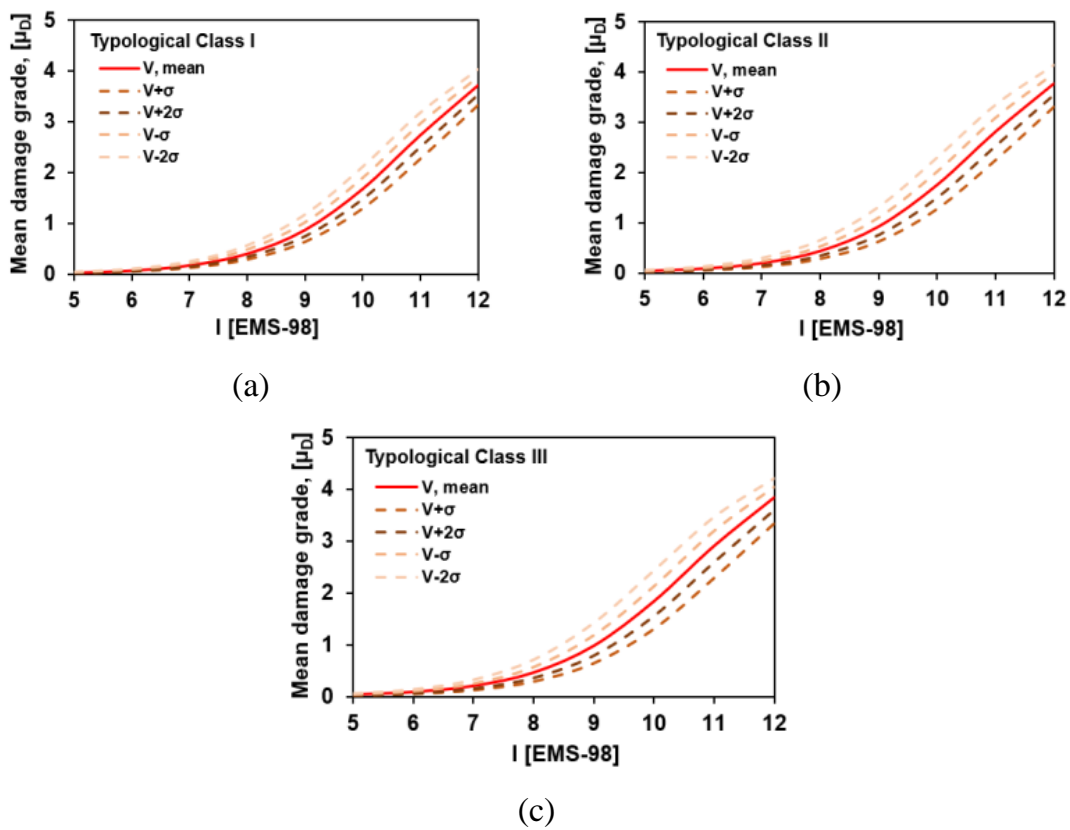 Mean damage grade, [μD]
5
4
3
2
1
0
Typological Class I
V, mean
V+σ
V+2σ
V-σ
V-2σ
5 6 7 8 9 10 11 12
I [EMS-98]
(a)
Mean damage grade, [μD]
5
4
3
2
1
0
Typological Class II
V, mean
V+σ
V+2σ
V-σ
V-2σ
5 6 7 8 9 10 11 12
I [EMS-98]
(b)
Mean damage grade, [μD]
5
4
3
2
1
0
Typological Class III
V, mean
V+σ
V+2σ
V-σ
V-2σ
5 6 7 8 9 10 11 12
I [EMS-98]
(c)